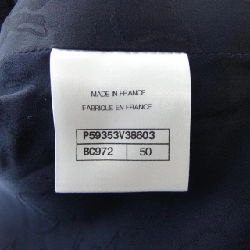 MADE IN FRANCE
FABRIQUE EN FRANCE
P59353V38603
BC972 50